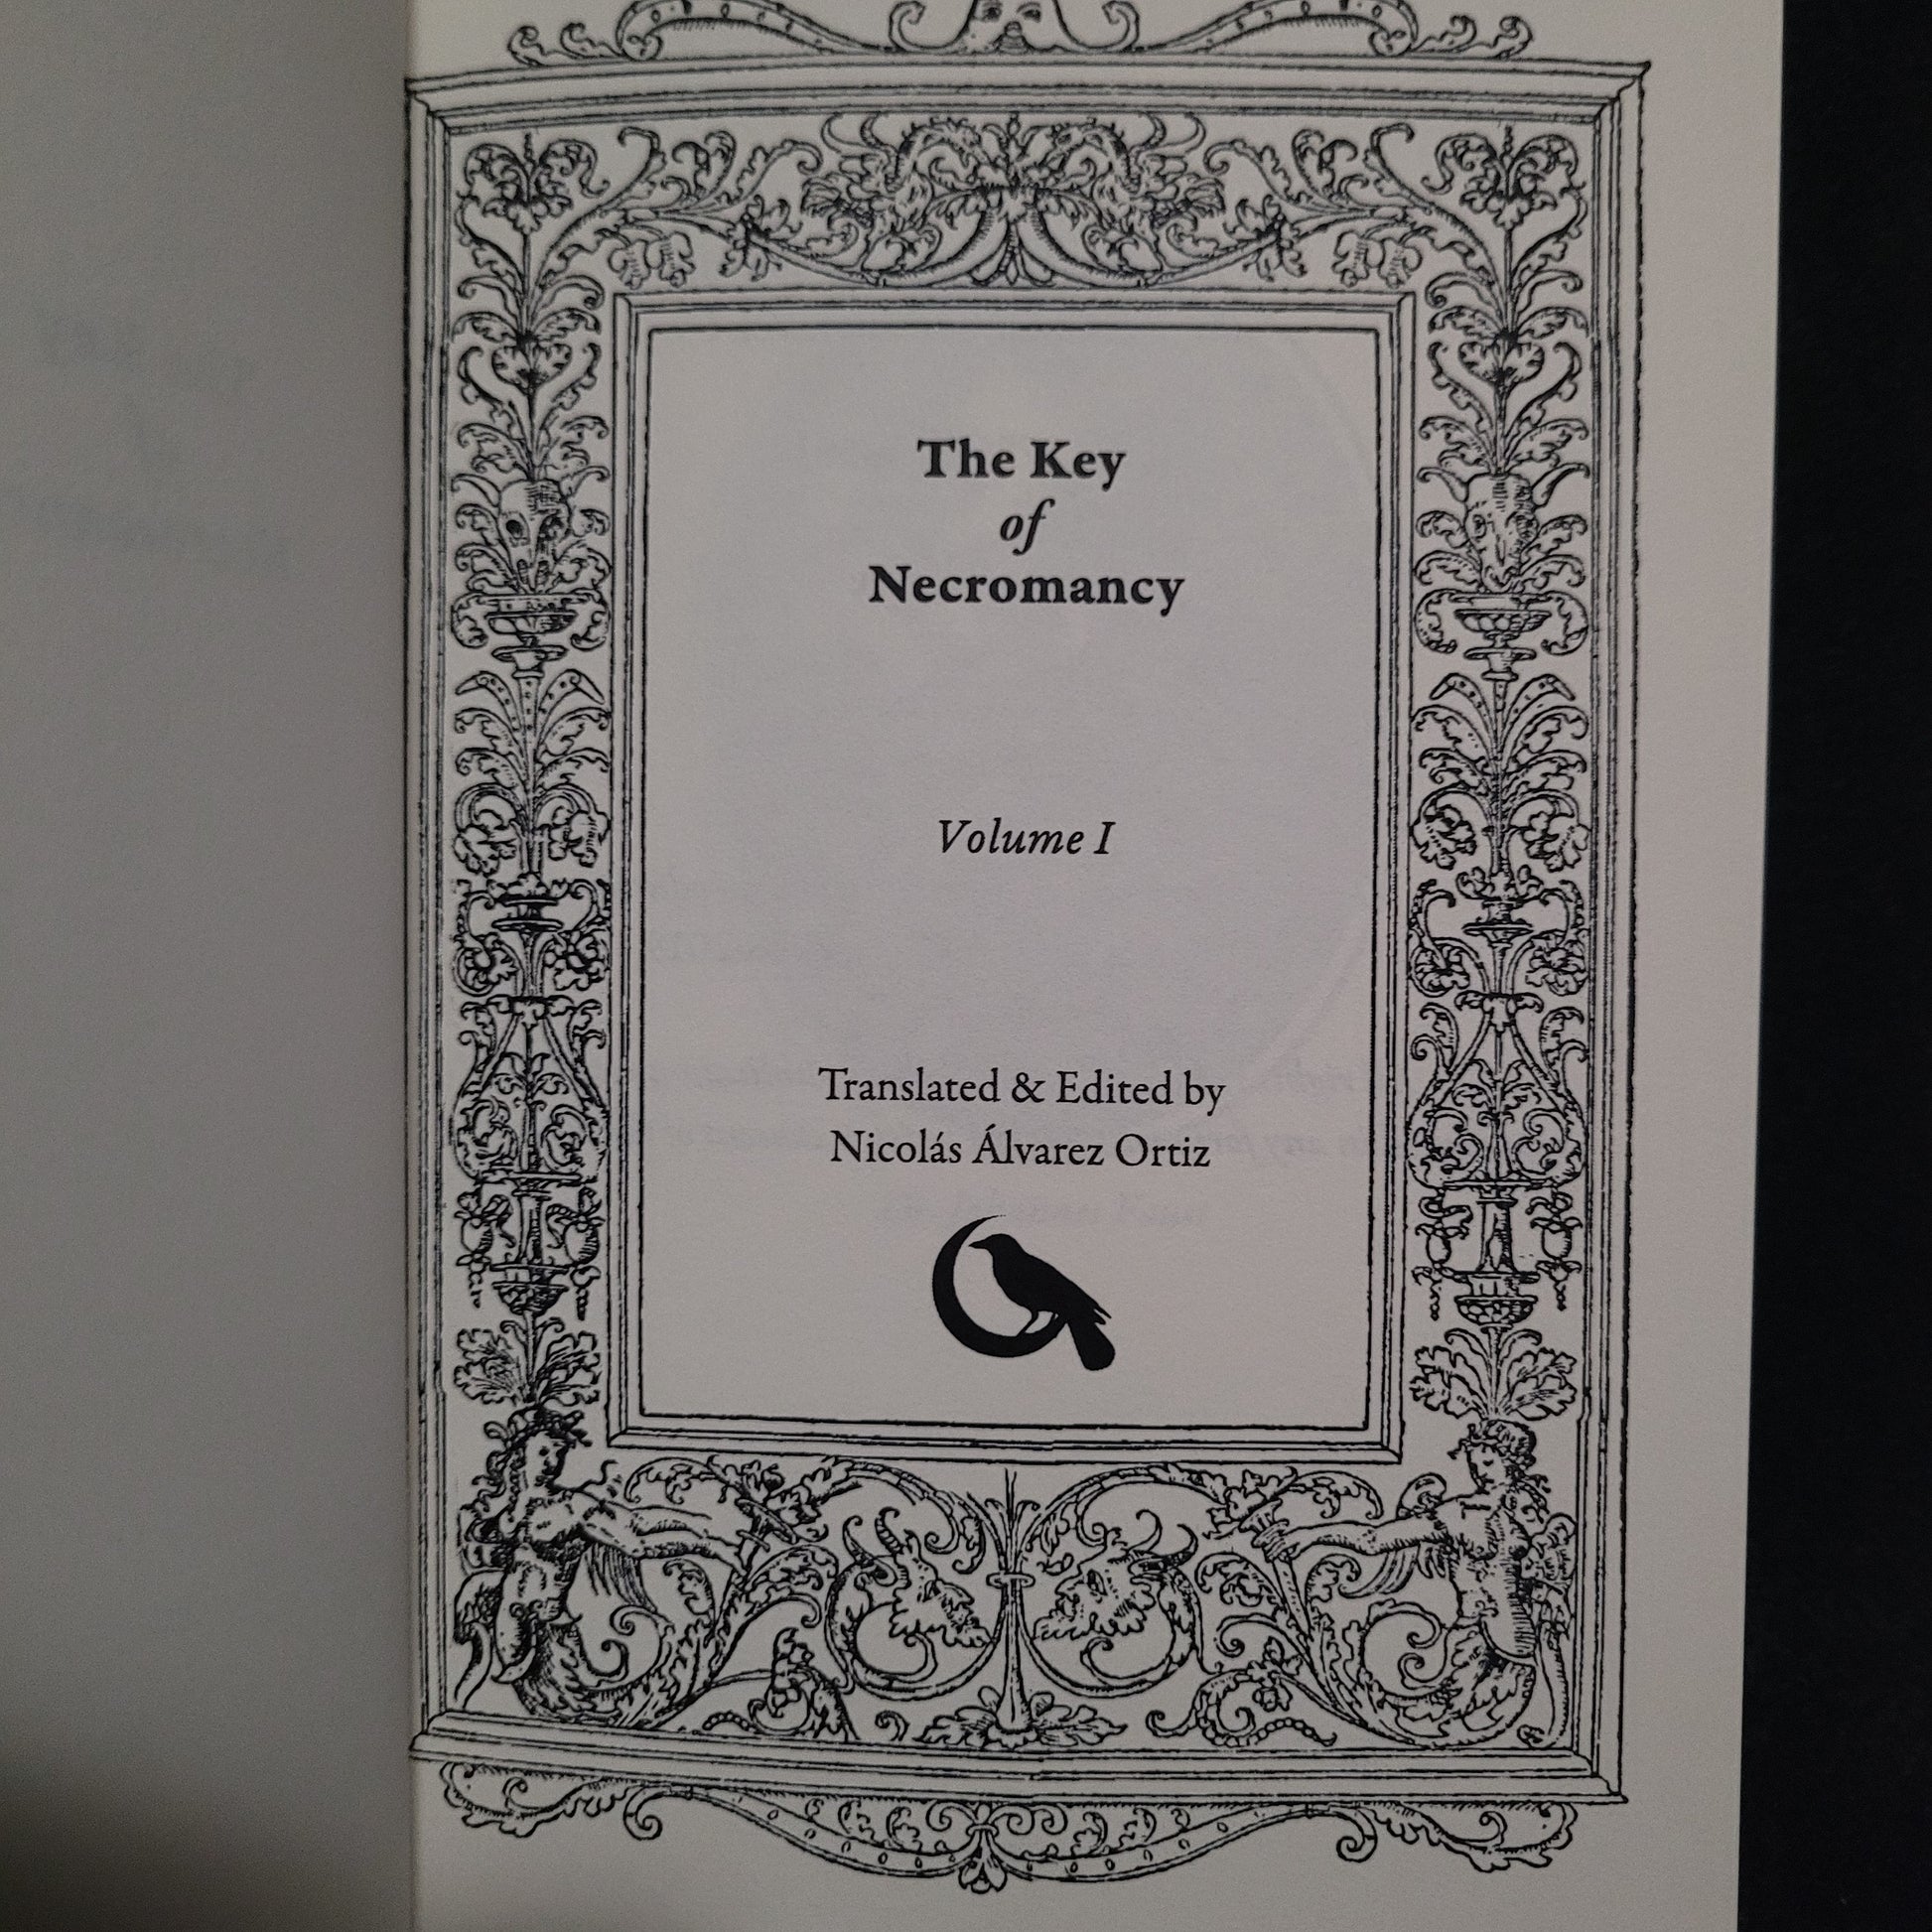 The Key
of
Necromancy
Volume I
Translated & Edited by
Nicolás Álvarez Ortiz